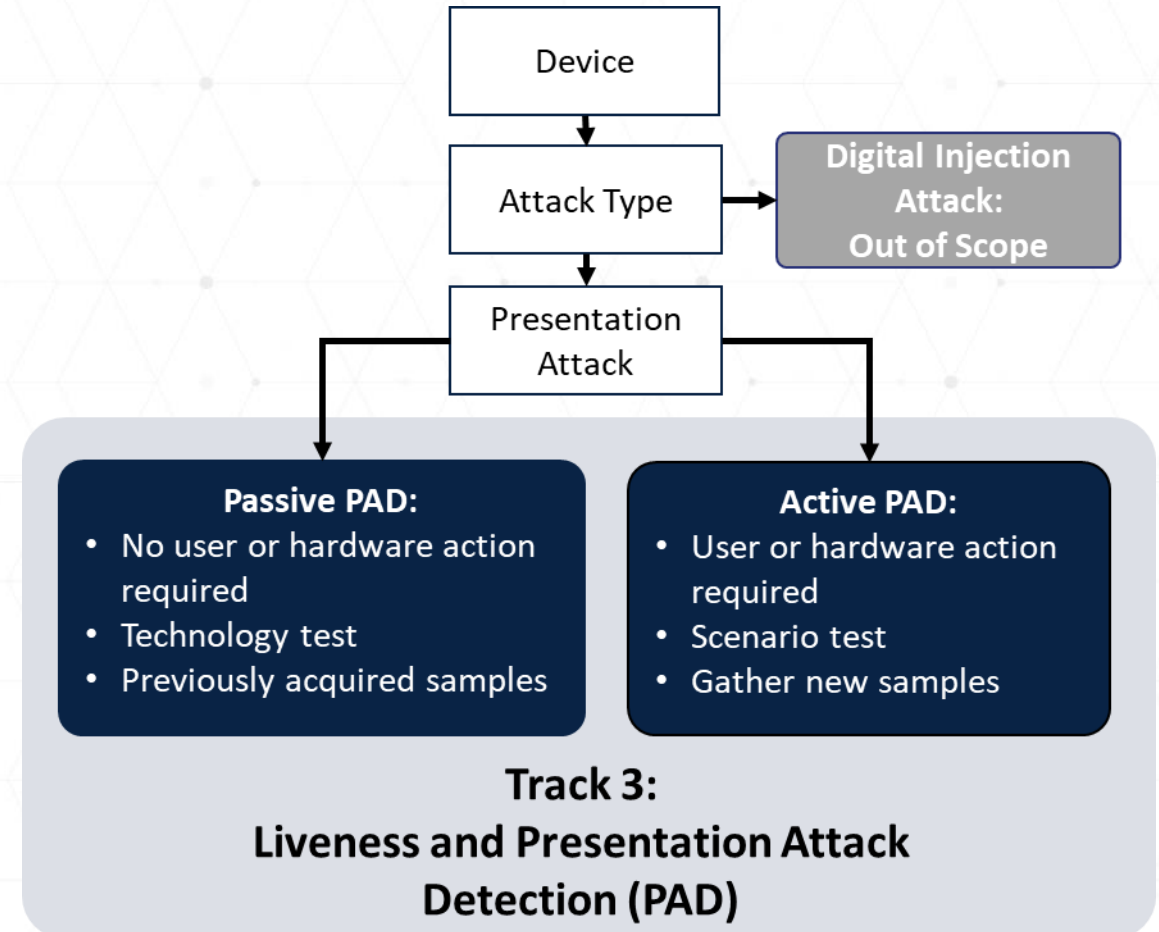 Device
Attack Type
Digital Injection
Attack:
Out of Scope
Presentation
Attack
Passive PAD:
• No user or hardware action
required
• Technology test
• Previously acquired samples
Active PAD:
• User or hardware action
required
• Scenario test
• Gather new samples
Track 3:
Liveness and Presentation Attack
Detection (PAD)